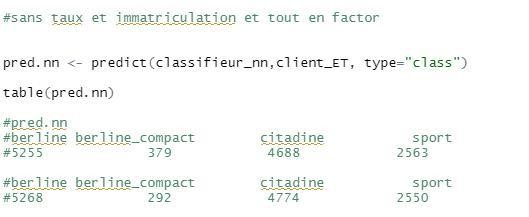 #sans taux et immatriculation et tout en factor
pred.nn <- predict(classifieur_nn,client_ET, type="class")
table(pred.nn)
#pred.nn
#berline berline_compact citadine sport
#5255 379 4688 2563
#berline berline_compact citadine sport
#5268 292 4774 2550